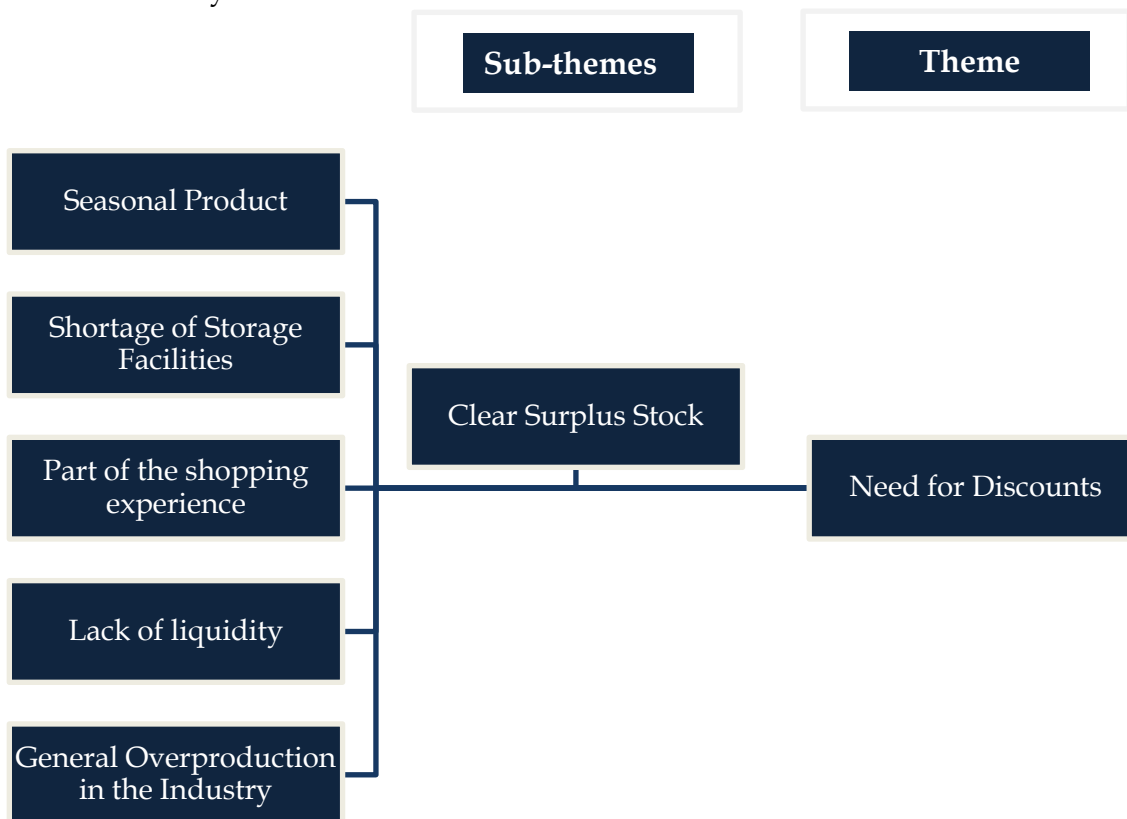 Sub-themes
Theme
Seasonal Product
Shortage of Storage
Facilities
Clear Surplus Stock
Part of the shopping
experience
Need for Discounts
Lack of liquidity
General Overproduction
in the Industry